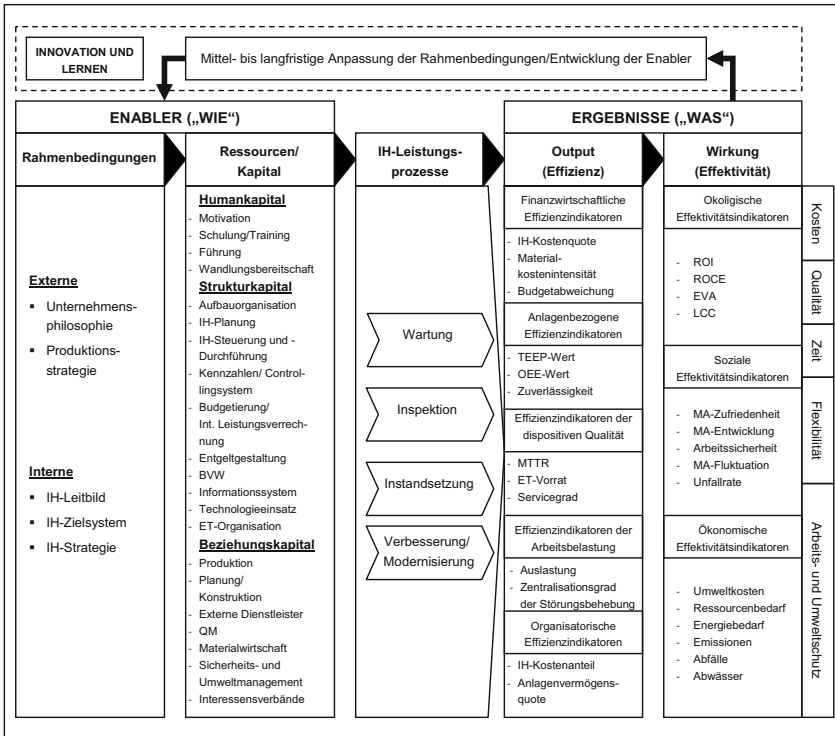 INNOVATION UND
LERNEN
Mittel- bis langfristige Anpassung der Rahmenbedingungen/Entwicklung der Enabler
ENABLER („WIE“)
ERGEBNISSE („WAS“)
Rahmenbedingungen
Ressourcen/
Kapital
IH-Leistungs-
prozesse
Output
(Effizienz)
Wirkung
(Effektivität)
Externe
▪ Unternehmens-
philosophie
▪ Produktions-
strategie
Interne
▪ IH-Leitbild
▪ IH-Zielsystem
▪ IH-Strategie
Humankapital
- Motivation
- Schulung/Training
- Führung
- Wandlungsbereitschaft
Strukturkapital
- Aufbauorganisation
- IH-Planung
- IH-Steuerung und -
Durchführung
- Kennzahlen/ Control-
lingsystem
- Budgetierung/
Int. Leistungsverrech-
nung
- Entgeltgestaltung
- BVW
- Informationssystem
- Technologieeinsatz
- ET-Organisation
Beziehungskapital
- Produktion
- Planung/
Konstruktion
- Externe Dienstleister
- QM
- Materialwirtschaft
- Sicherheits- und
Umweltmanagement
- Interessensverbände
Wartung
Inspektion
Instandsetzung
Verbesserung/
Modernisierung
Finanzwirtschaftliche
Effizienzindikatoren
- IH-Kostenquote
- Material-
kostenintensität
- Budgetabweichung
Anlagenbezogene
Effizienzindikatoren
- TEEP-Wert
- OEE-Wert
- Zuverlässigkeit
Effizienzindikatoren der
dispositiven Qualität
- MTTR
- ET-Vorrat
- Servicegrad
Effizienzindikatoren der
Arbeitsbelastung
- Auslastung
- Zentralisationsgrad
der Störungsbehebung
Organisatorische
Effizienzindikatoren
- IH-Kostenanteil
- Anlagenvermögens-
quote
Okoligische
Effektivitätsindikatoren
- ROI
- ROCE
- EVA
- LCC
Soziale
Effektivitätsindikatoren
- MA-Zufriedenheit
- MA-Entwicklung
- Arbeitssicherheit
- MA-Fluktuation
- Unfallrate
Ökonomische
Effektivitätsindikatoren
- Umweltkosten
- Ressourcenbedarf
- Energiebedarf
- Emissionen
- Abfälle
- Abwässer
Kosten
Qualität
Zeit
Flexibilität
Arbeits- und Umweltschutz